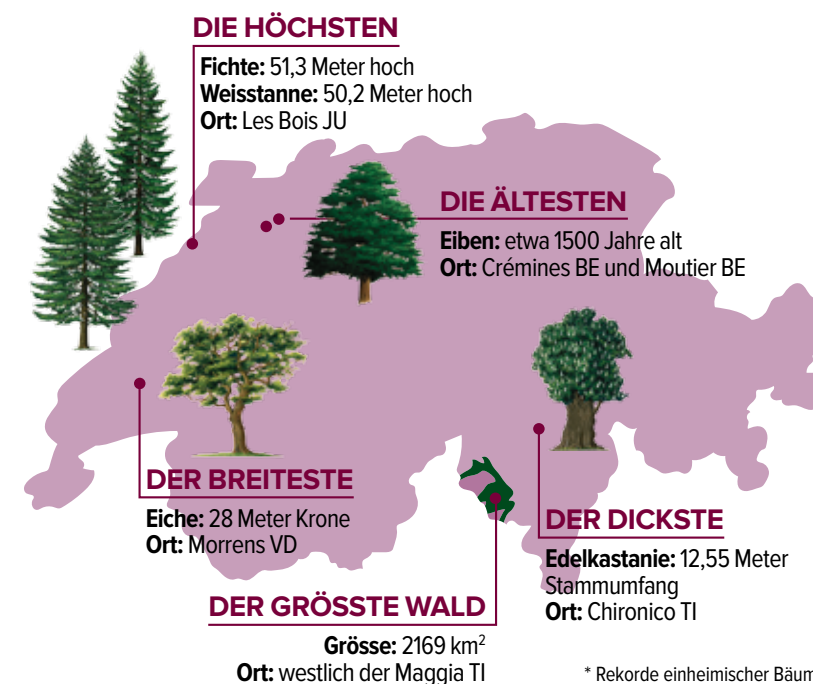 DIE HÖCHSTEN
Fichte: 51,3 Meter hoch
Weisstanne: 50,2 Meter hoch
Ort: Les Bois JU
DIE ÄLTESTEN
Eiben: etwa 1500 Jahre alt
Ort: Crémines BE und Moutier BE
DER BREITESTE
Eiche: 28 Meter Krone
Ort: Morrens VD
DER DICKSTE
Edelkastanie: 12,55 Meter
Stammumfang
Ort: Chironico TI
DER GRÖSSTE WALD
Grösse: 2169 km²
Ort: westlich der Maggia TI
* Rekorde einheimischer Bäum